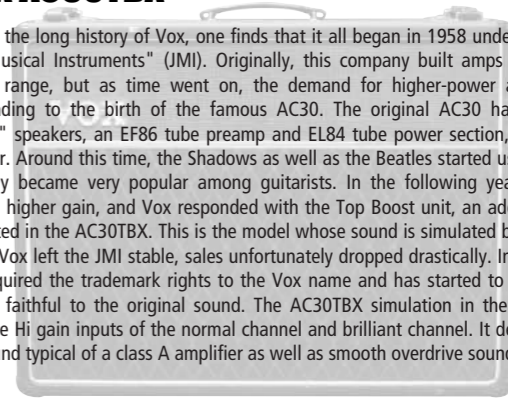 the long history of Vox, one finds that it all began in 1958 unde
usical Instruments" (JMI). Originally, this company built amps
range, but as time went on, the demand for higher-power a
ding to the birth of the famous AC30. The original AC30 ha
" speakers, an EF86 tube preamp and EL84 tube power section,
r. Around this time, the Shadows as well as the Beatles started u
y became very popular among guitarists. In the following yea
higher gain, and Vox responded with the Top Boost unit, an ad
ted in the AC30TBX. This is the model whose sound is simulated b
Vox left the JMI stable, sales unfortunately dropped drastically. In
quired the trademark rights to the Vox name and has started to
faithful to the original sound. The AC30TBX simulation in the
e Hi gain inputs of the normal channel and brilliant channel. It de
und typical of a class A amplifier as well as smooth overdrive sound